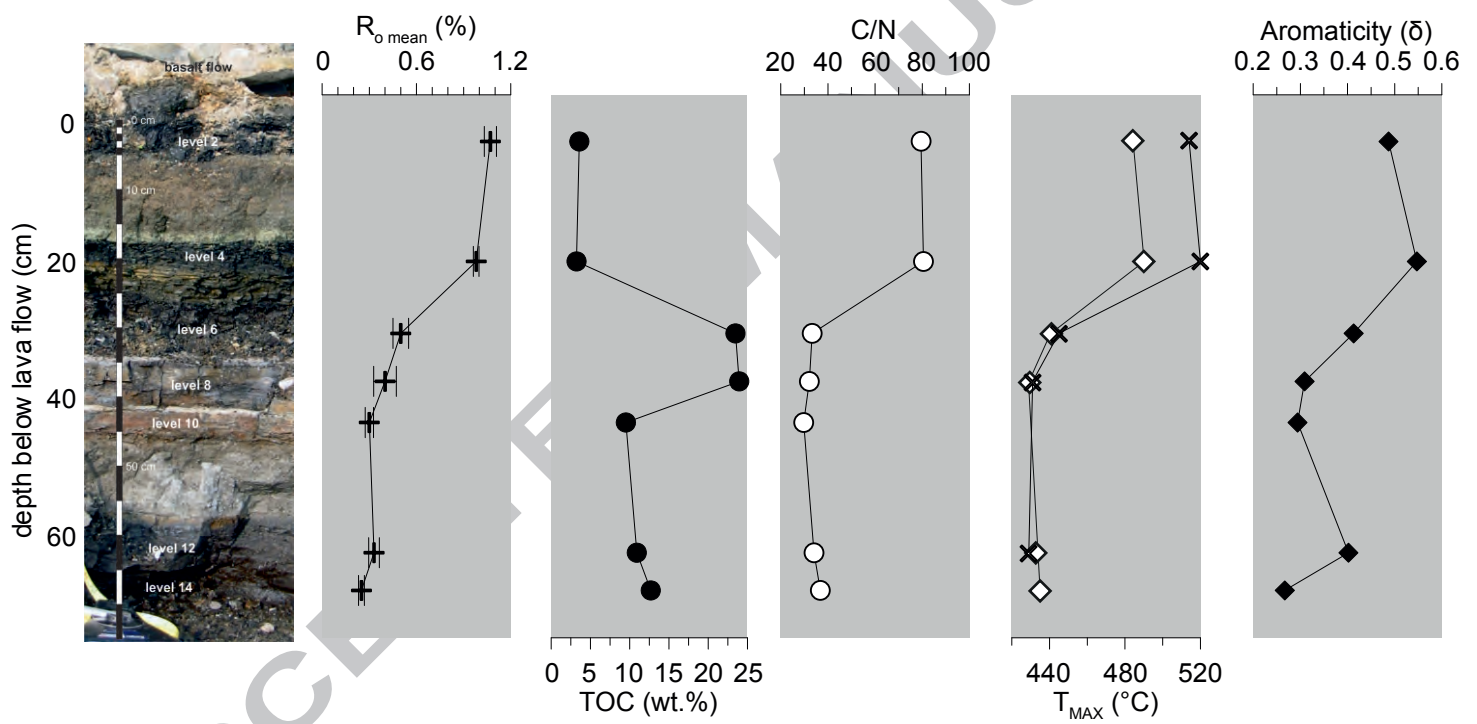 R o mean (%)
0 0.6 1.2
C/N
20 40 60 80 100
Aromaticity (δ)
0.2 0.3 0.4 0.5 0.6
basalt flow
0 cm
level 2
10 cm
level 4
level 6
level 8
level 10
50 cm
level 12
level 14
depth below lava flow (cm)
0
20
40
60
0 5 10 15 20 25
TOC (wt.%)
440 480 520
T MAX (°C)